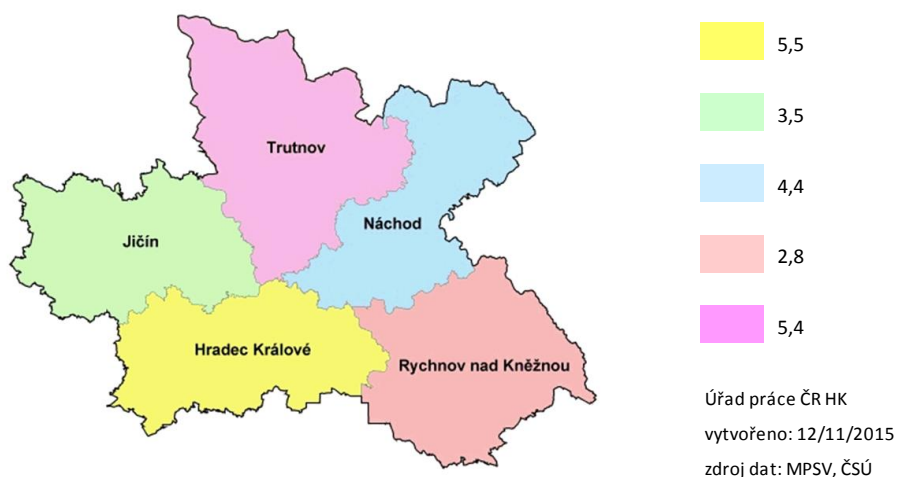 Trutnov
Náchod
Jičín
Hradec Králové
Rychnov nad Kněžnou
5,5
3,5
4,4
2,8
5,4
Úřad práce ČR HK
vytvořeno: 12/11/2015
zdroj dat: MPSV, ČSÚ